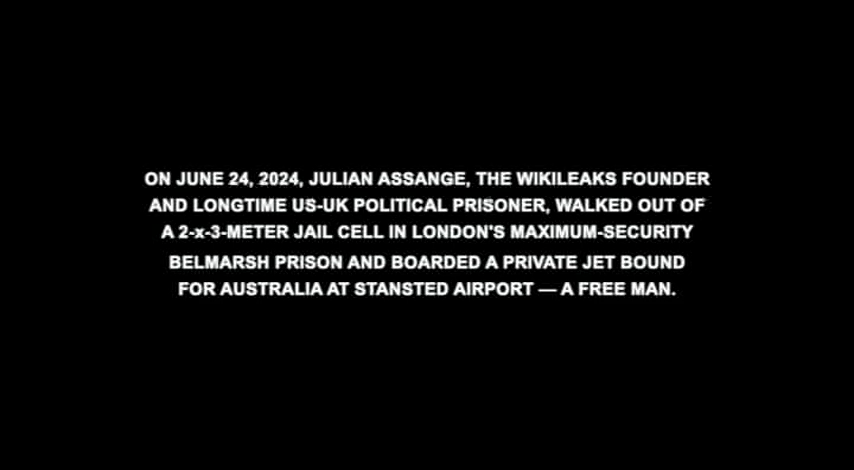 ON JUNE 24, 2024, JULIAN ASSANGE, THE WIKILEAKS FOUNDER
AND LONGTIME US-UK POLITICAL PRISONER, WALKED OUT OF
A 2-x-3-METER JAIL CELL IN LONDON'S MAXIMUM-SECURITY
BELMARSH PRISON AND BOARDED A PRIVATE JET BOUND
FOR AUSTRALIA AT STANSTED AIRPORT — A FREE MAN.